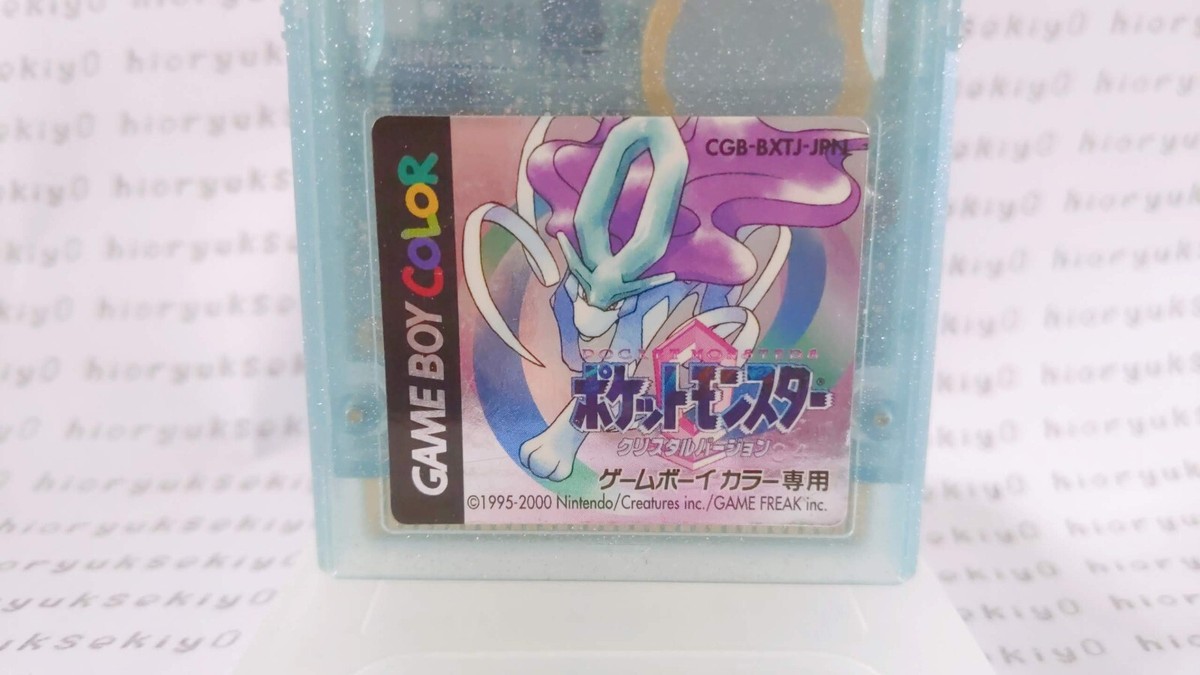 CGB-BXTJ-JPN
GAME BOY COLOR
POCKET MONSTERS
ポケットモンスター®
クリスタルバージョン
ゲームボーイカラー専用
©1995-2000 Nintendo/Creatures inc./GAME FREAK inc.
hioryuksekiy0